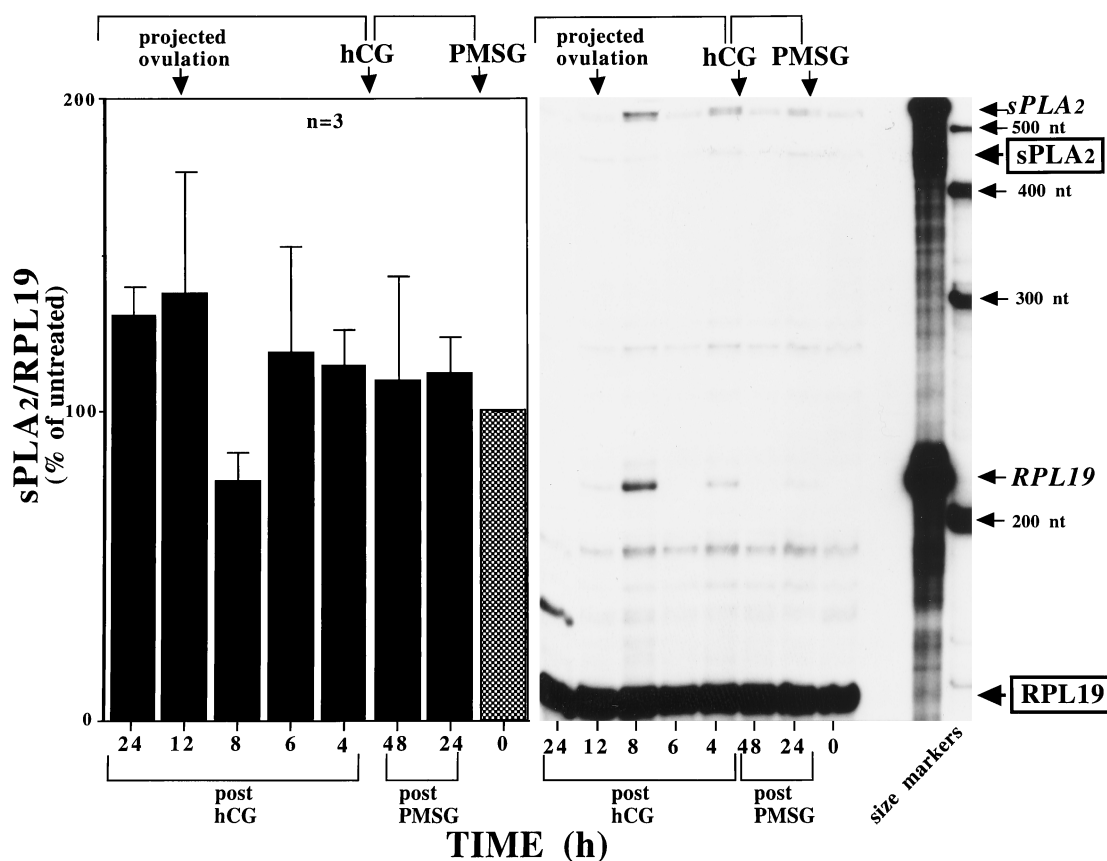 projected
ovulation
hCG
PMSG
projected
ovulation
hCG
PMSG
200
n=3
100
0
sPLA2/RPL19
(% of untreated)
sPLA2
500 nt
sPLA2
400 nt
300 nt
RPL19
200 nt
RPL19
24 12 8 6 4 48 24 0
24 12 8 6 4 48 24 0
size markers
post
hCG
post
PMSG
post
hCG
post
PMSG
TIME (h)